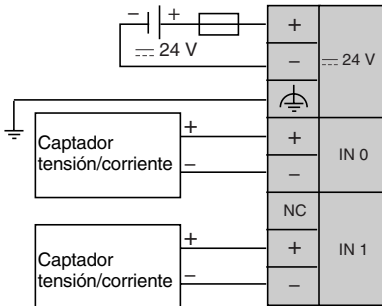 − +
⎓ 24 V
+
−
⎓ 24 V
Captador
tensión/corriente
+
−
+
−
IN 0
NC
Captador
tensión/corriente
+
−
+
−
IN 1